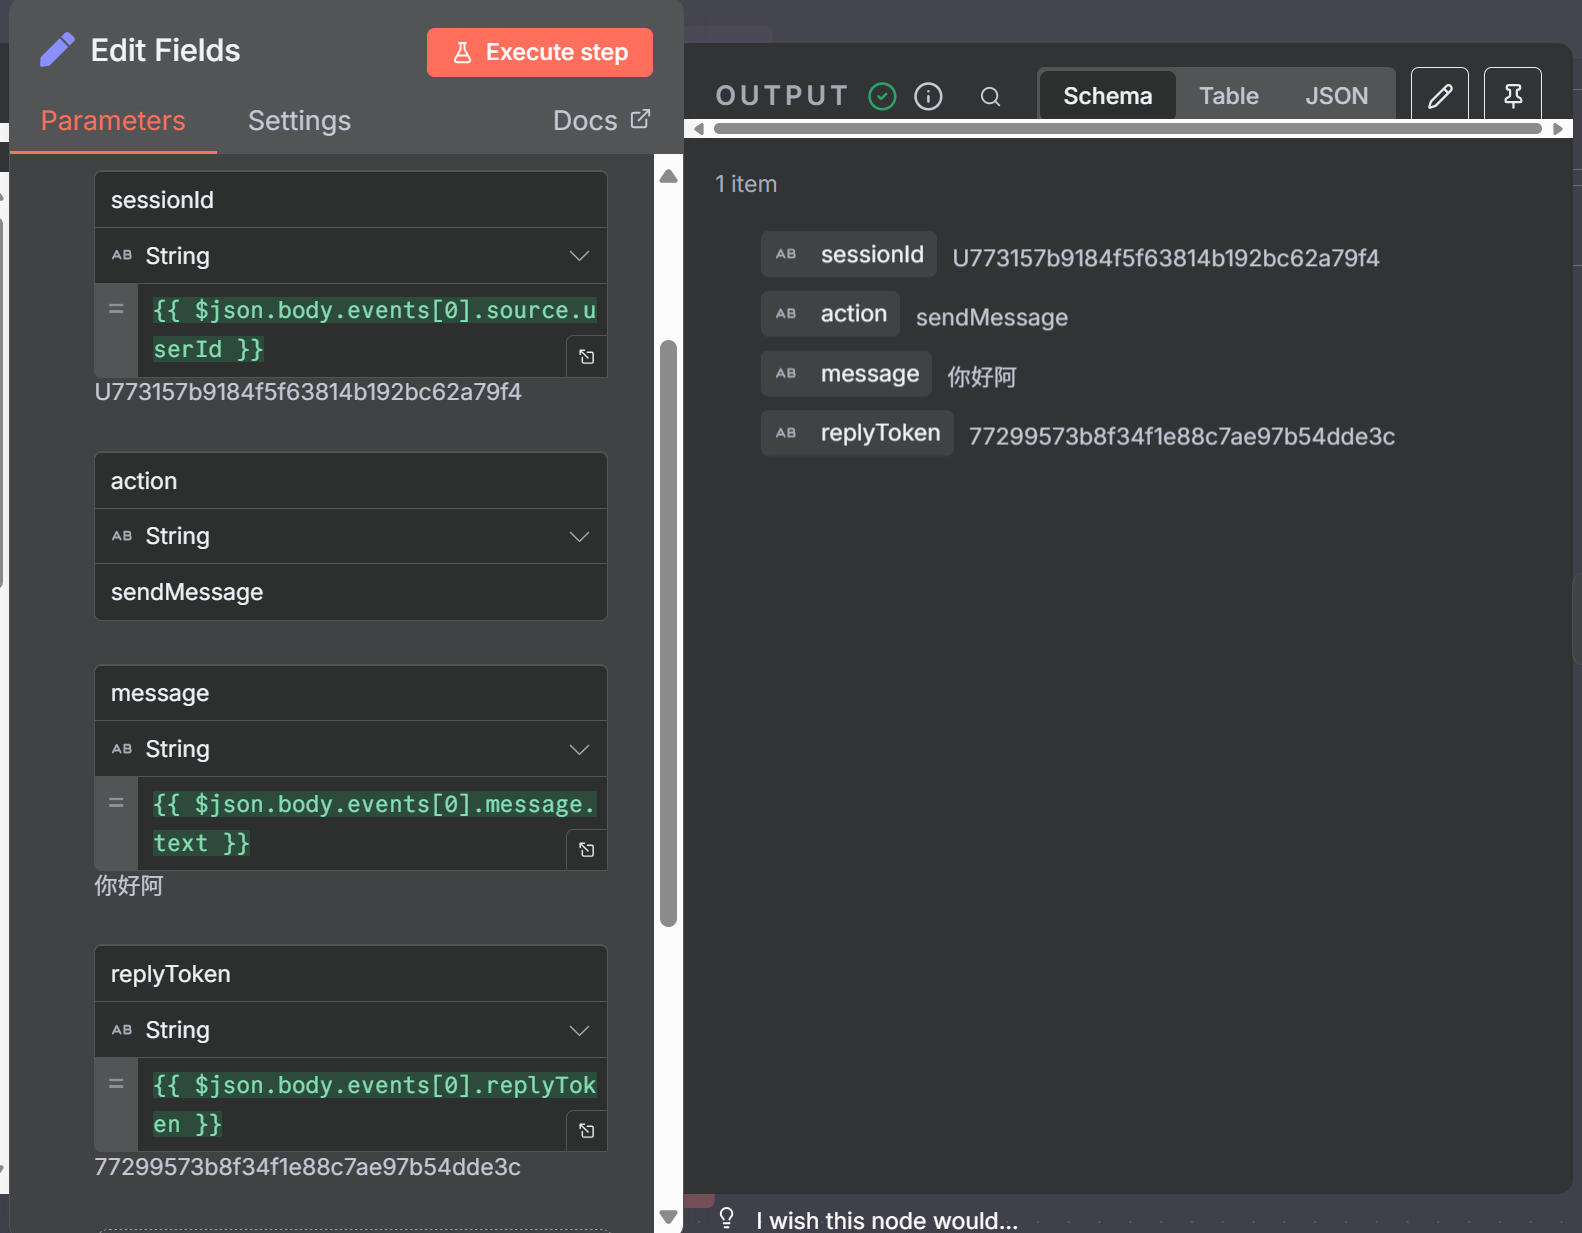 Edit Fields
Execute step
Parameters
Settings
Docs
sessionId
AB String
= {{ $json.body.events[0].source.u
serId }}
U773157b9184f5f63814b192bc62a79f4
action
AB String
sendMessage
message
AB String
= {{ $json.body.events[0].message.
text }}
你好阿
replyToken
AB String
= {{ $json.body.events[0].replyTok
en }}
77299573b8f34f1e88c7ae97b54dde3c
OUTPUT
Schema
Table
JSON
1 item
AB sessionId U773157b9184f5f63814b192bc62a79f4
AB action sendMessage
AB message 你好阿
AB replyToken 77299573b8f34f1e88c7ae97b54dde3c
I wish this node would...